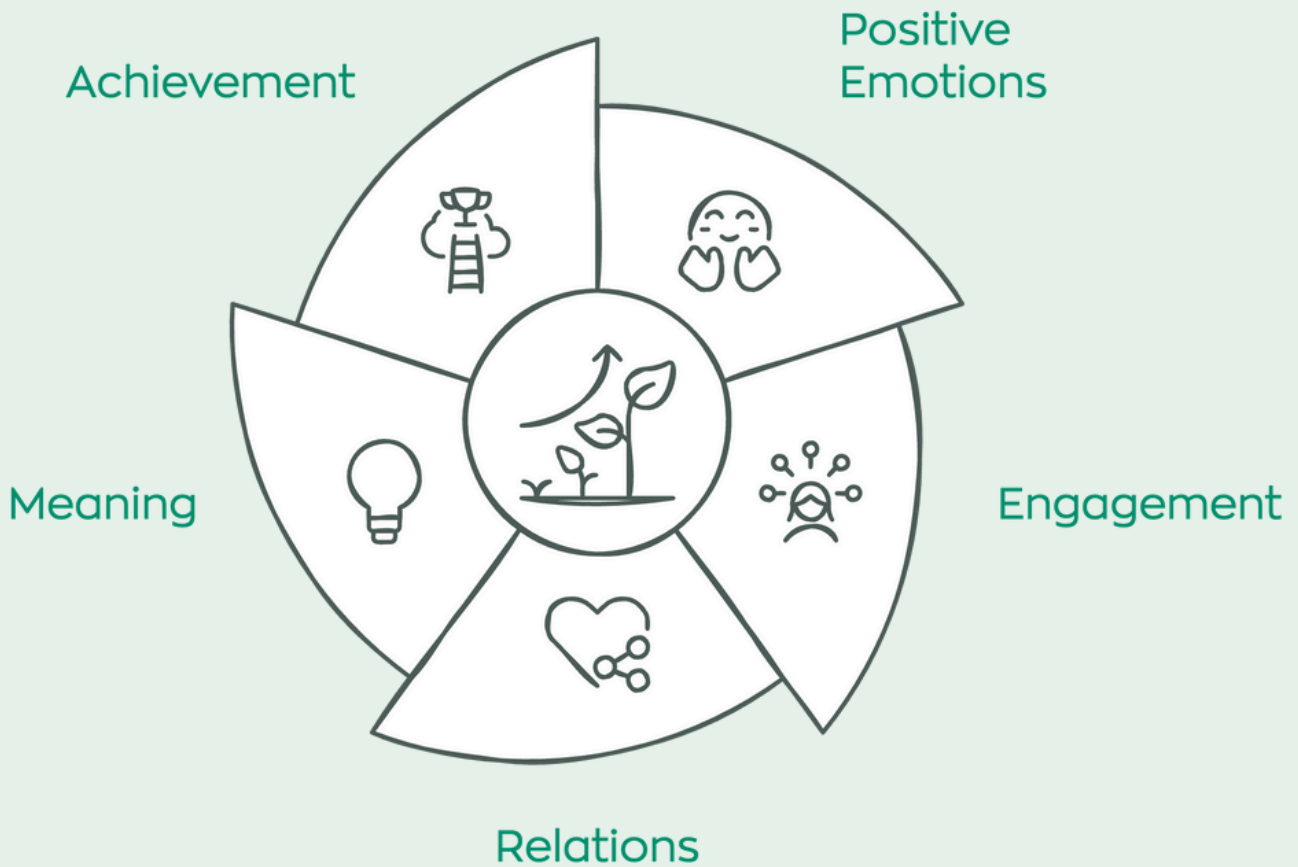 Achievement
Positive
Emotions
Meaning
Engagement
Relations